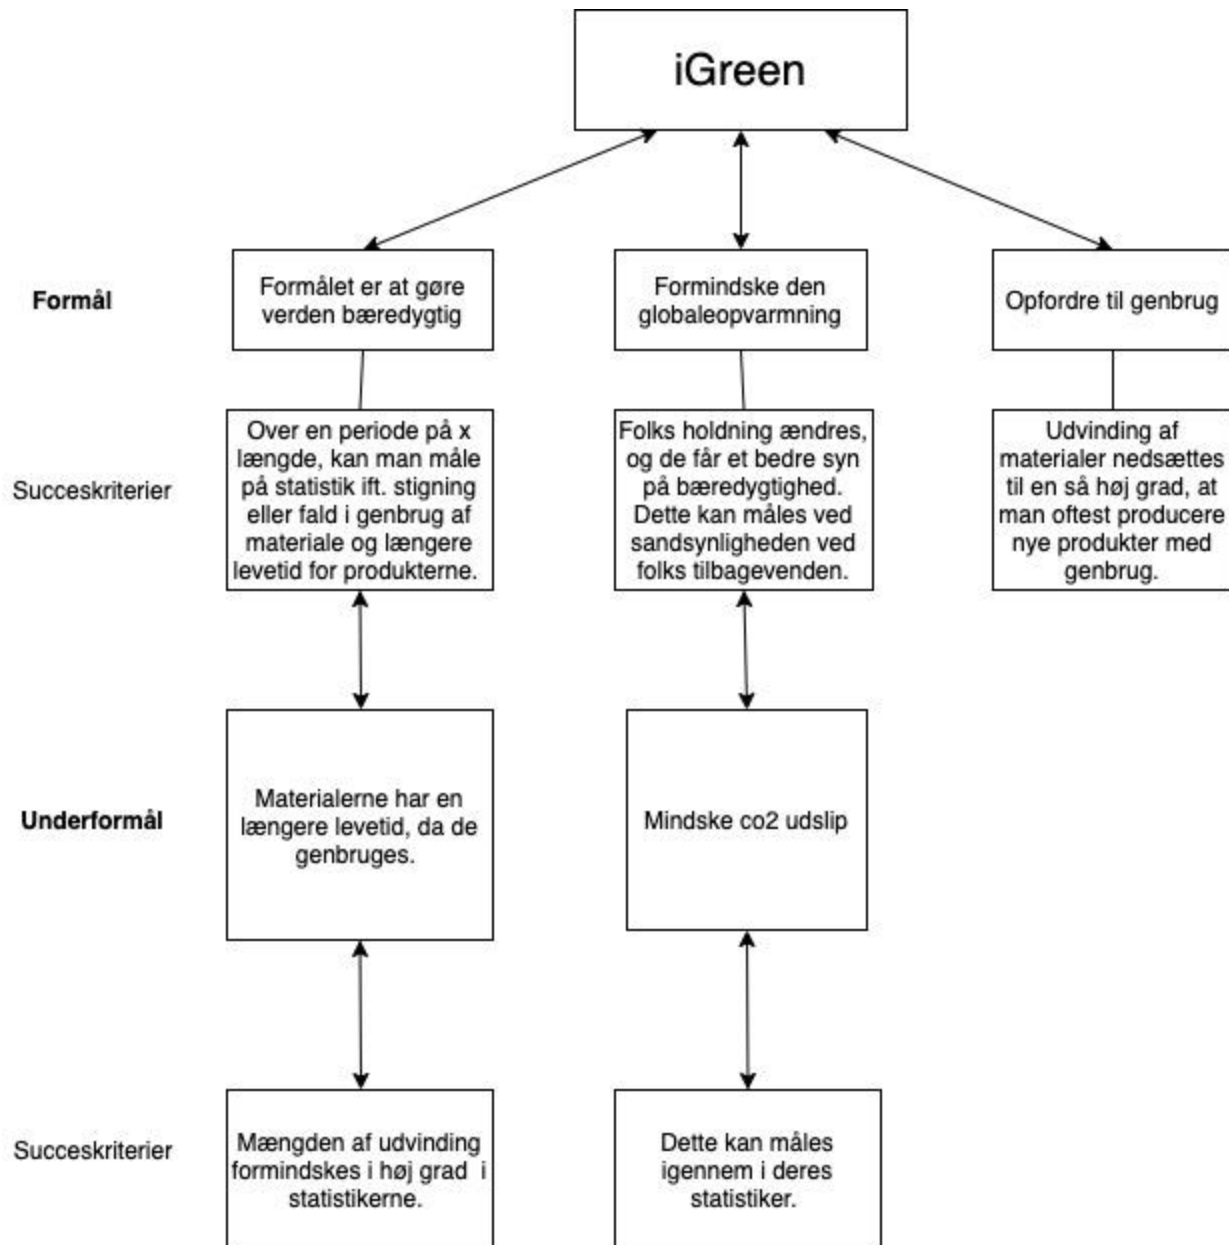 iGreen
Formål
Formålet er at gøre
verden bæredygtig
Formindske den
globaleopvarmning
Opfordre til genbrug
Succeskriterier
Over en periode på x
længde, kan man måle
på statistik ift. stigning
eller fald i genbrug af
materiale og længere
levetid for produkterne.
Folks holdning ændres,
og de får et bedre syn
på bæredygtighed.
Dette kan måles ved
sandsynligheden ved
folks tilbagevenden.
Udvinding af
materialer nedsættes
til en så høj grad, at
man oftest producere
nye produkter med
genbrug.
Underformål
Materialerne har en
længere levetid, da de
genbruges.
Mindske co2 udslip
Succeskriterier
Mængden af udvinding
formindskes i høj grad i
statistikerne.
Dette kan måles
igennem i deres
statistiker.